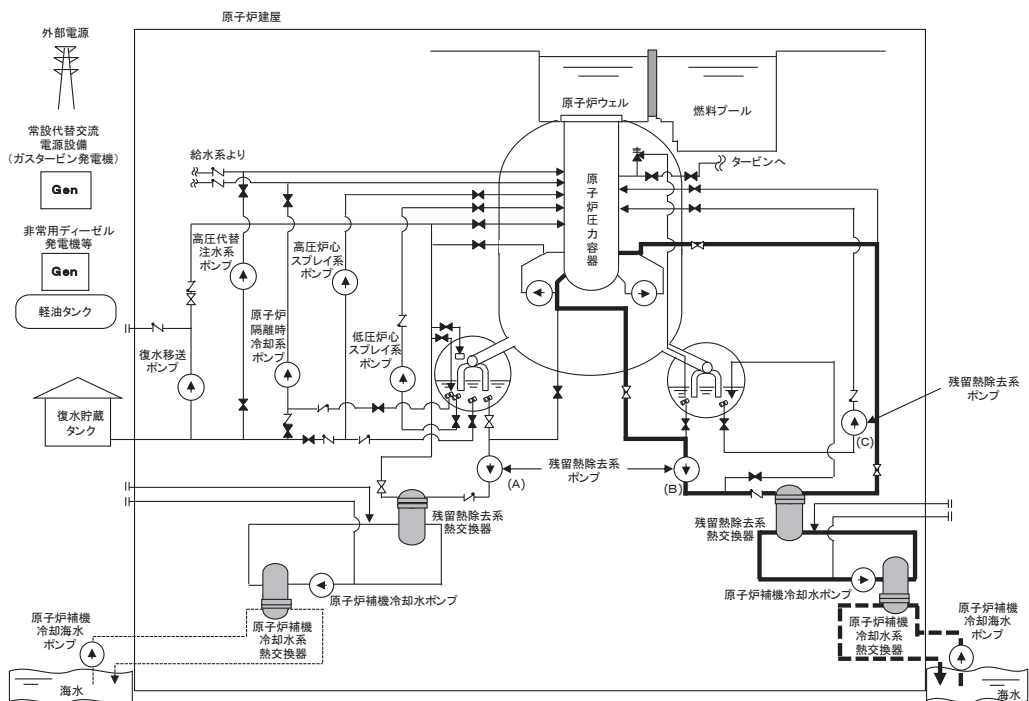 原子炉建屋
外部電源
常設代替交流
電源設備
(ガスタービン発電機)
Gen
非常用ディーゼル
発電機等
Gen
軽油タンク
復水貯蔵
タンク
復水移送
ポンプ
給水系より
高圧代替
注水系
ポンプ
原子炉
隔離時
冷却系
ポンプ
高圧炉心
スプレイ系
ポンプ
低圧炉心
スプレイ系
ポンプ
原子炉ウェル
燃料プール
原子炉圧力容器
タービンへ
残留熱除去系
ポンプ
(A)
(B)
残留熱除去系
ポンプ
(C)
残留熱除去系
熱交換器
残留熱除去系
熱交換器
原子炉補機冷却水ポンプ
原子炉補機冷却水ポンプ
原子炉補機
冷却海水
ポンプ
原子炉補機
冷却水系
熱交換器
原子炉補機
冷却水系
熱交換器
原子炉補機
冷却海水
ポンプ
海水
海水